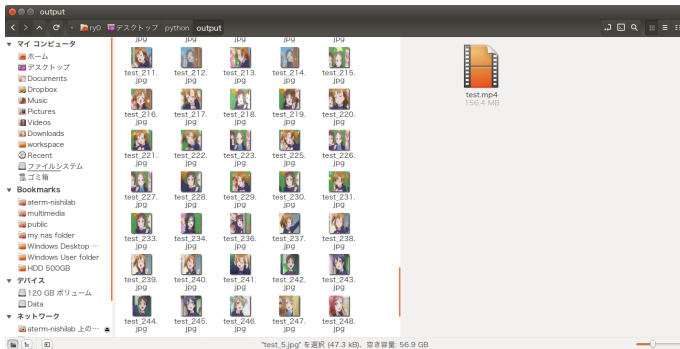 output
ry0 デスクトップ python output
マイ コンピュータ
ホーム
デスクトップ
Documents
Dropbox
Music
Pictures
Videos
Downloads
workspace
Recent
ファイルシステム
ゴミ箱
Bookmarks
aterm-nishilab
multimedia
public
my nas folder
Windows Desktop ...
Windows User folder
HDD 500GB
デバイス
120 GB ボリューム
Data
ネットワーク
aterm-nishilab 上の...
jpg jpg jpg jpg jpg
test_211. test_212. test_213. test_214. test_215.
jpg jpg jpg jpg jpg
test_216. test_217. test_218. test_219. test_220.
jpg jpg jpg jpg jpg
test_221. test_222. test_223. test_225. test_226.
jpg jpg jpg jpg jpg
test_227. test_228. test_229. test_230. test_231.
jpg jpg jpg jpg jpg
test_233. test_234. test_236. test_237. test_238.
jpg jpg jpg jpg jpg
test_239. test_240. test_241. test_242. test_243.
jpg jpg jpg jpg jpg
test_244. test_245. test_246. test_247. test_248.
jpg jpg jpg jpg jpg
test.mp4
156.4 MB
"test_5.jpg" を選択 (47.3 kB)、空き容量: 56.9 GB